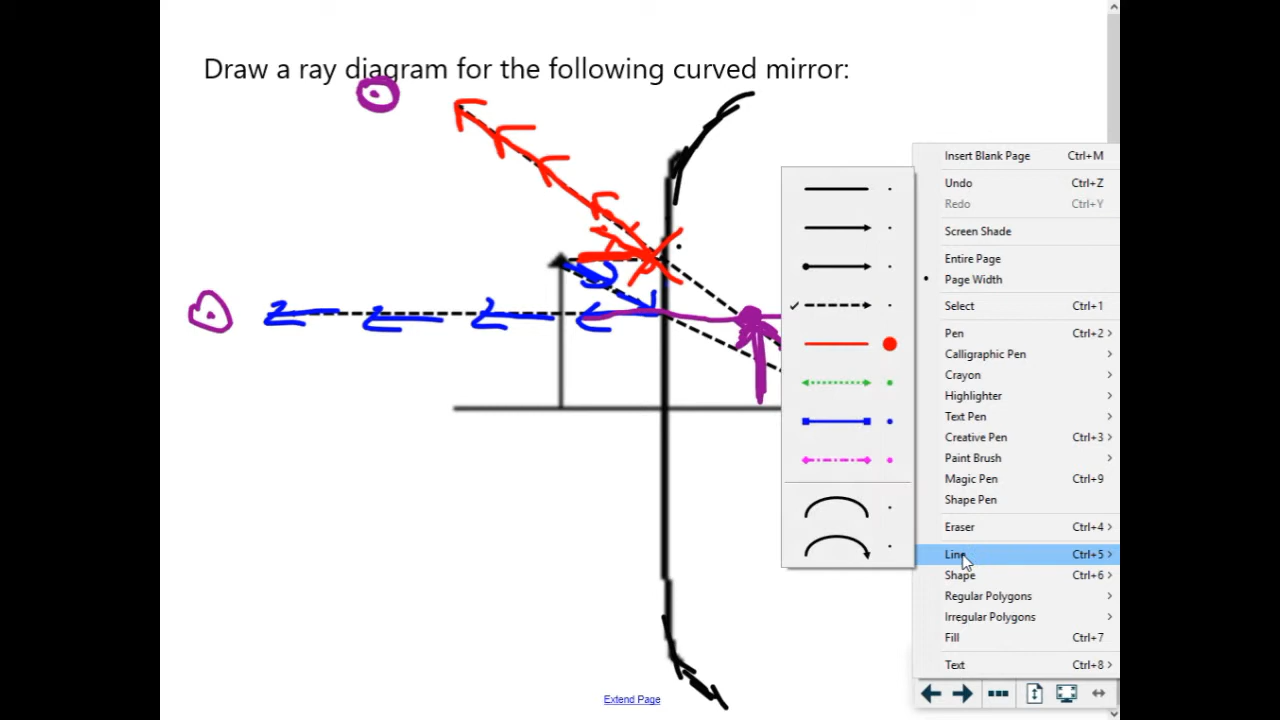 Draw a ray diagram for the following curved mirror:
Insert Blank Page Ctrl+M
Undo Ctrl+Z
Redo Ctrl+Y
Screen Shade
Entire Page
Page Width
Select Ctrl+1
Pen Ctrl+2
Calligraphic Pen
Crayon
Highlighter
Text Pen
Creative Pen Ctrl+3
Paint Brush
Magic Pen Ctrl+9
Shape Pen
Eraser Ctrl+4
Line Ctrl+5
Shape Ctrl+6
Regular Polygons
Irregular Polygons
Fill Ctrl+7
Text Ctrl+8
Extend Page